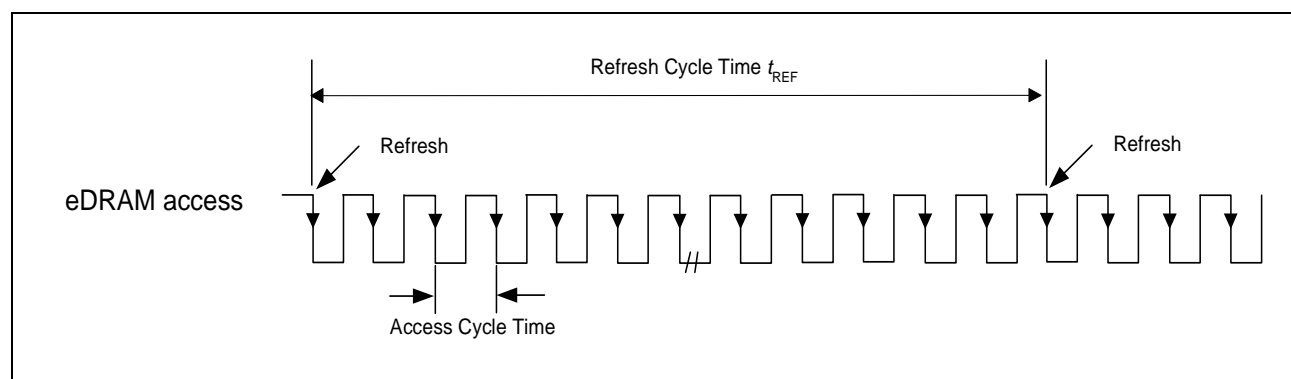 Refresh Cycle Time tREF
Refresh
Refresh
eDRAM access
Access Cycle Time